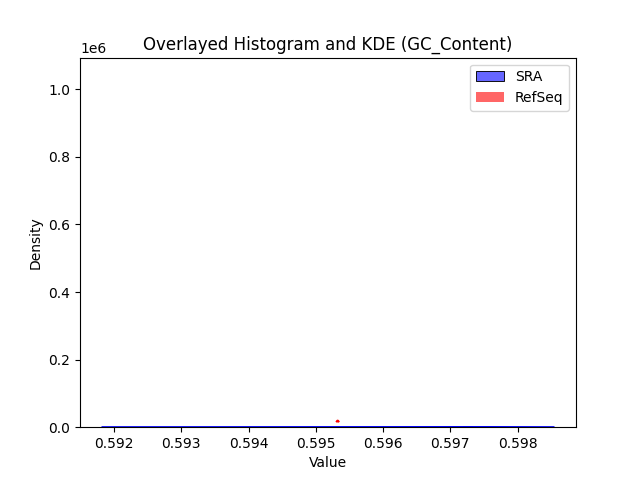 Overlayed Histogram and KDE (GC_Content)
1e6
SRA
RefSeq
1.0
0.8
0.6
0.4
0.2
0.0
Density
0.592 0.593 0.594 0.595 0.596 0.597 0.598
Value